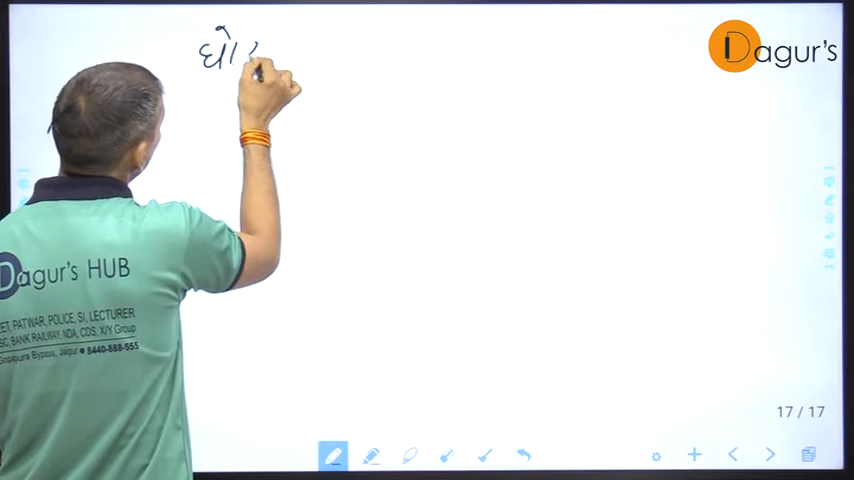 घो
Dagur's
Dagur's HUB
EET, PATWAR, POLICE, SI, LECTURER
SSC, BANK RAILWAY, NDA, CDS, X/Y Group
Gopalpura Bypass, Jaipur ● 8440-888-555
17 / 17